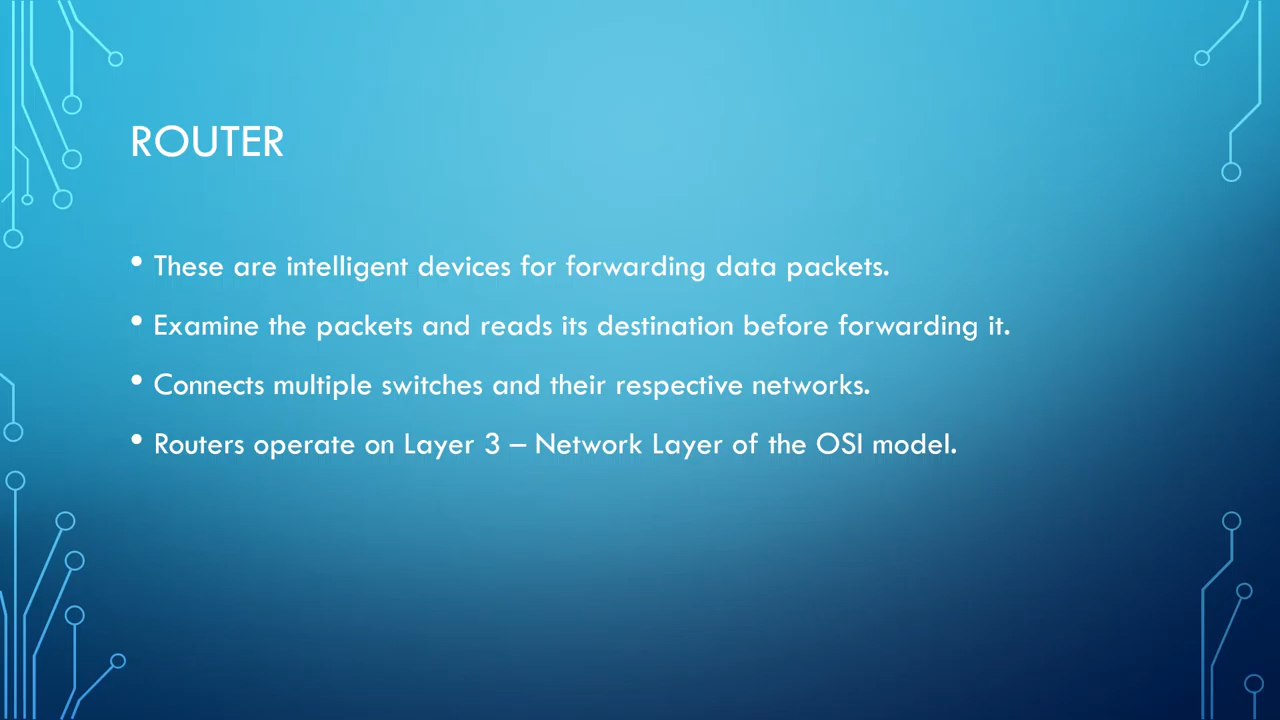 ROUTER
• These are intelligent devices for forwarding data packets.
• Examine the packets and reads its destination before forwarding it.
• Connects multiple switches and their respective networks.
• Routers operate on Layer 3 – Network Layer of the OSI model.